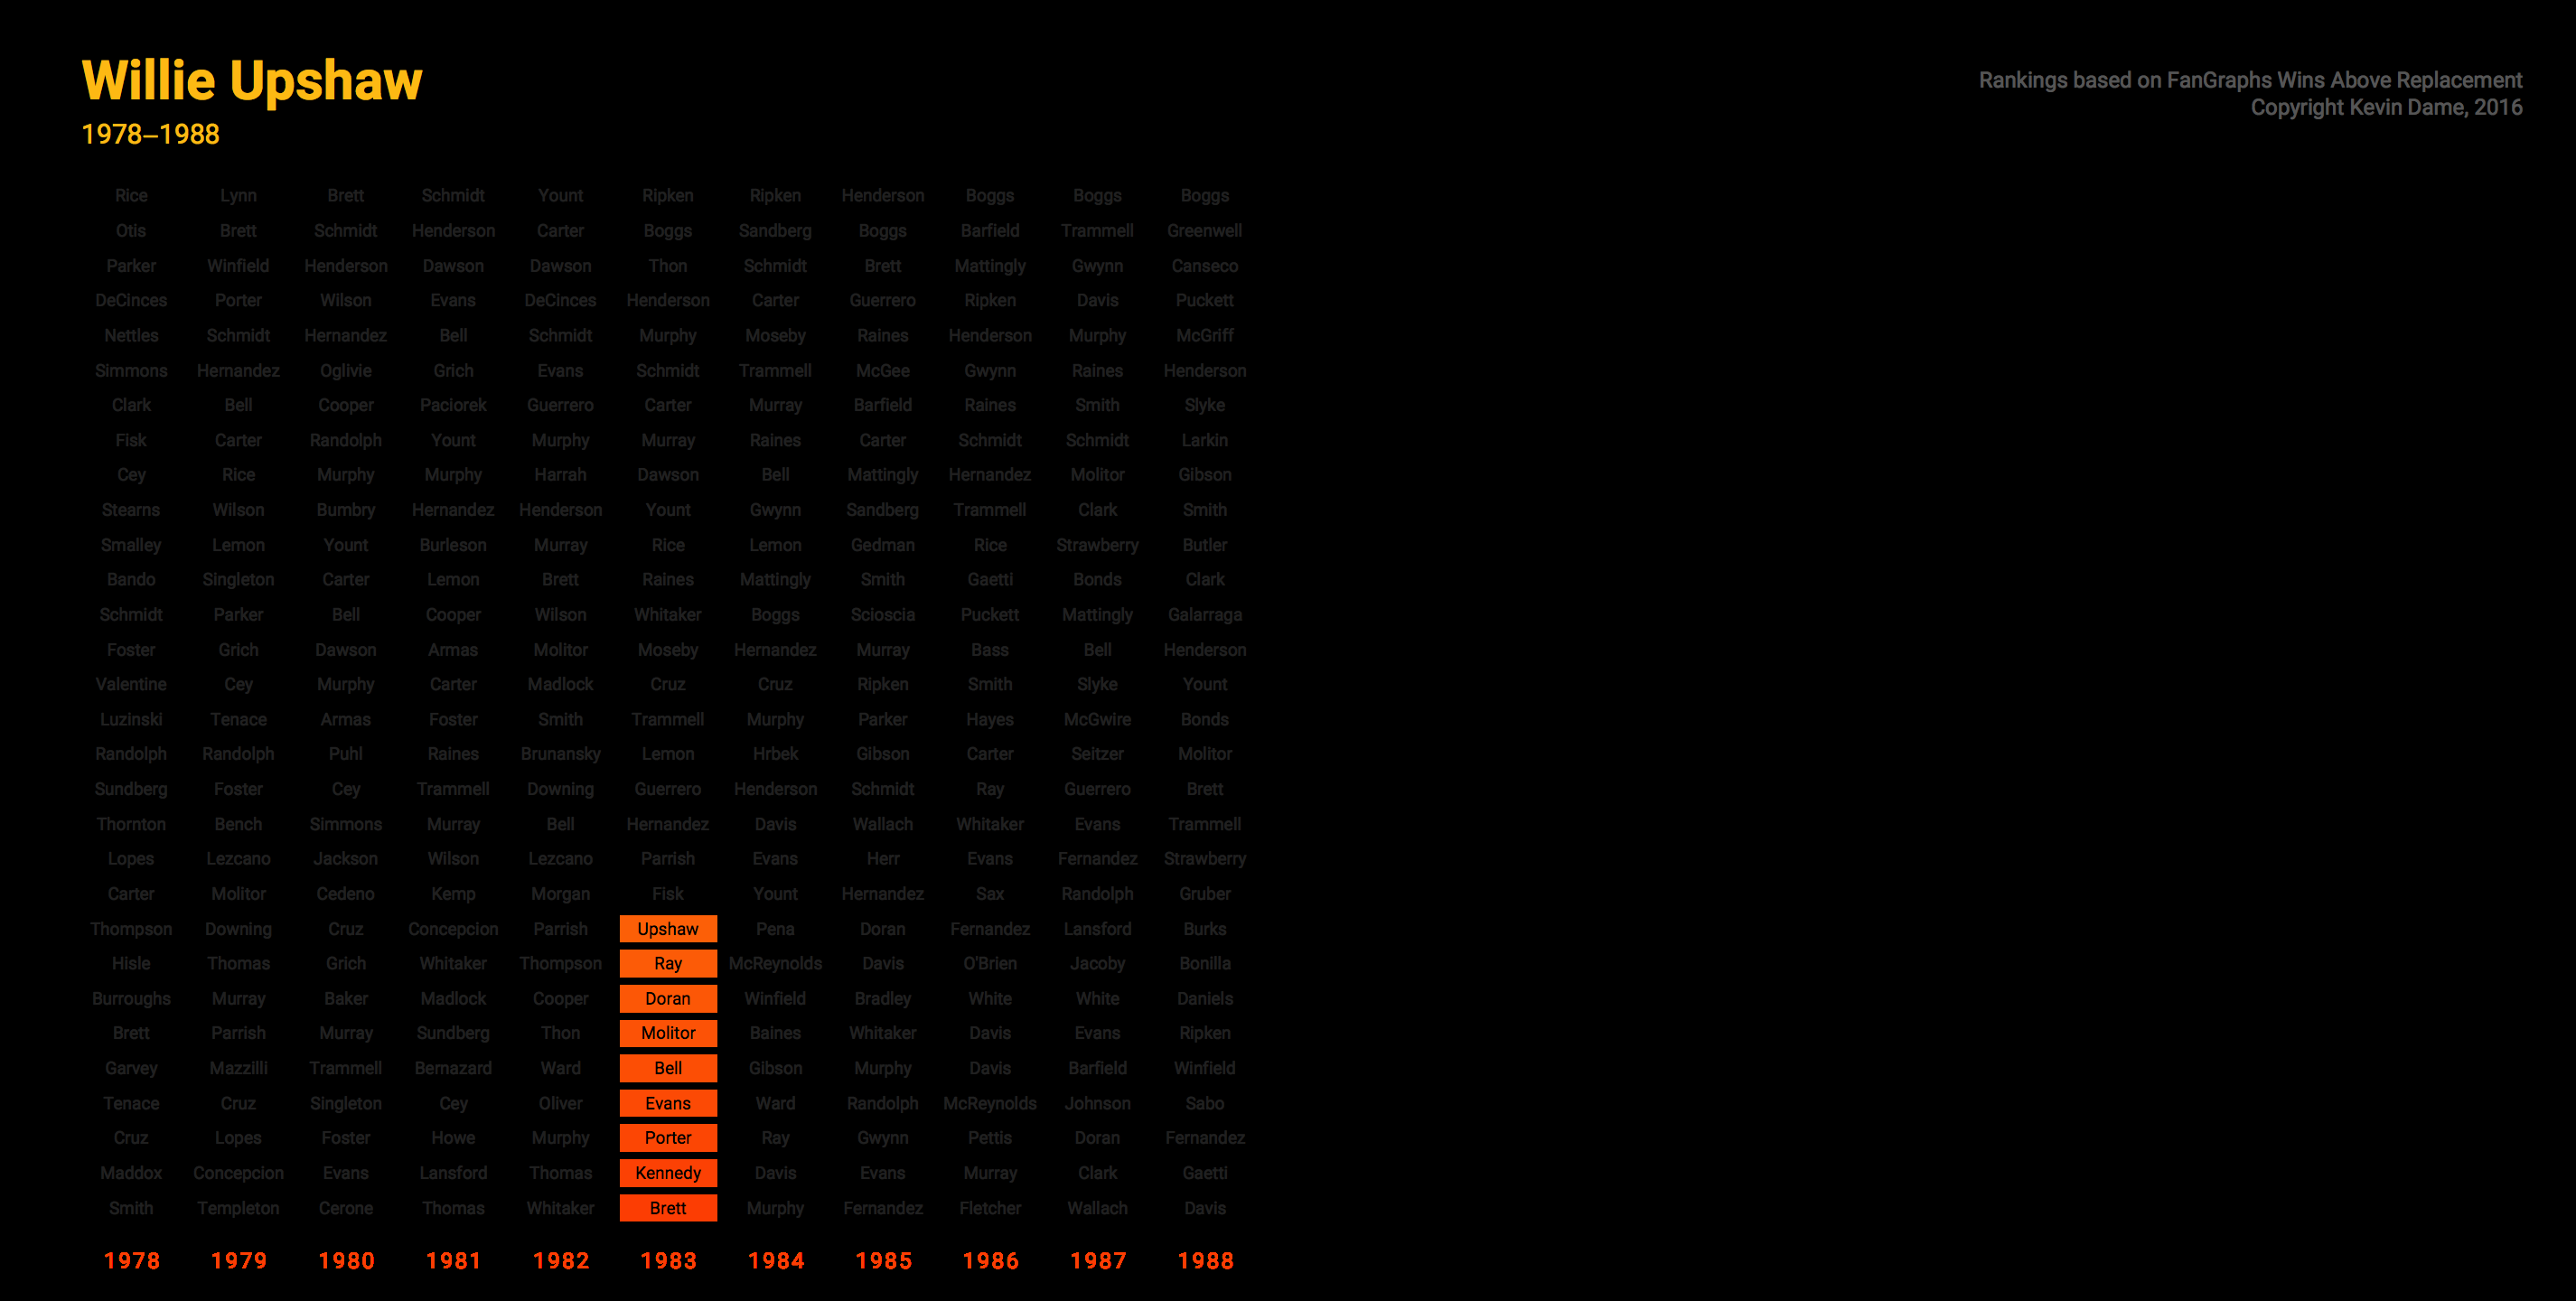 Willie Upshaw
1978–1988
Rankings based on FanGraphs Wins Above Replacement
Copyright Kevin Dame, 2016
Rice Lynn Brett Schmidt Yount Ripken Ripken Henderson Boggs Boggs Boggs
Otis Brett Schmidt Henderson Carter Boggs Sandberg Boggs Barfield Trammell Greenwell
Parker Winfield Henderson Dawson Dawson Thon Schmidt Brett Mattingly Gwynn Canseco
DeCinces Porter Wilson Evans DeCinces Henderson Carter Guerrero Ripken Davis Puckett
Nettles Schmidt Hernandez Bell Schmidt Murphy Moseby Raines Henderson Murphy McGriff
Simmons Hernandez Oglivie Grich Evans Schmidt Trammell McGee Gwynn Raines Henderson
Clark Bell Cooper Paciorek Guerrero Carter Murray Barfield Raines Smith Slyke
Fisk Carter Randolph Yount Murphy Murray Raines Carter Schmidt Schmidt Larkin
Cey Rice Murphy Murphy Harrah Dawson Bell Mattingly Hernandez Molitor Gibson
Stearns Wilson Bumbry Hernandez Henderson Yount Gwynn Sandberg Trammell Clark Smith
Smalley Lemon Yount Burleson Murray Rice Lemon Gedman Rice Strawberry Butler
Bando Singleton Carter Lemon Brett Raines Mattingly Smith Gaetti Bonds Clark
Schmidt Parker Bell Cooper Wilson Whitaker Boggs Scioscia Puckett Mattingly Galarraga
Foster Grich Dawson Armas Molitor Moseby Hernandez Murray Bass Bell Henderson
Valentine Cey Murphy Carter Madlock Cruz Cruz Ripken Smith Slyke Yount
Luzinski Tenace Armas Foster Smith Trammell Murphy Parker Hayes McGwire Bonds
Randolph Randolph Puhl Raines Brunansky Lemon Hrbek Gibson Carter Seitzer Molitor
Sundberg Foster Cey Trammell Downing Guerrero Henderson Schmidt Ray Guerrero Brett
Thornton Bench Simmons Murray Bell Hernandez Davis Wallach Whitaker Evans Trammell
Lopes Lezcano Jackson Wilson Lezcano Parrish Evans Herr Evans Fernandez Strawberry
Carter Molitor Cedeno Kemp Morgan Fisk Yount Hernandez Sax Randolph Gruber
Thompson Downing Cruz Concepcion Parrish Upshaw Pena Doran Fernandez Lansford Burks
Hisle Thomas Grich Whitaker Thompson Ray McReynolds Davis O'Brien Jacoby Bonilla
Burroughs Murray Baker Madlock Cooper Doran Winfield Bradley White White Daniels
Brett Parrish Murray Sundberg Thon Molitor Baines Whitaker Davis Evans Ripken
Garvey Mazzilli Trammell Bernazard Ward Bell Gibson Murphy Davis Barfield Winfield
Tenace Cruz Singleton Cey Oliver Evans Ward Randolph McReynolds Johnson Sabo
Cruz Lopes Foster Howe Murphy Porter Ray Gwynn Pettis Doran Fernandez
Maddox Concepcion Evans Lansford Thomas Kennedy Davis Evans Murray Clark Gaetti
Smith Templeton Cerone Thomas Whitaker Brett Murphy Fernandez Fletcher Wallach Davis
1978 1979 1980 1981 1982 1983 1984 1985 1986 1987 1988